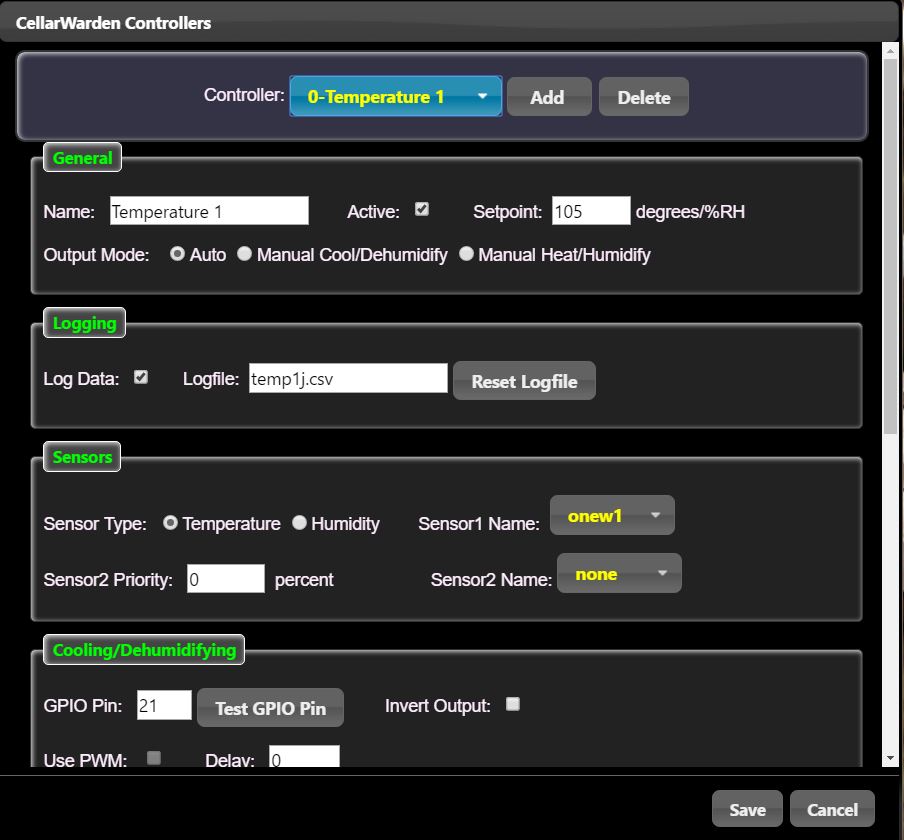 CellarWarden Controllers
Controller: 0-Temperature 1 Add Delete
General
Name: Temperature 1 Active: Setpoint: 105 degrees/%RH
Output Mode: Auto Manual Cool/Dehumidify Manual Heat/Humidify
Logging
Log Data: Logfile: temp1j.csv Reset Logfile
Sensors
Sensor Type: Temperature Humidity Sensor1 Name: onew1
Sensor2 Priority: 0 percent Sensor2 Name: none
Cooling/Dehumidifying
GPIO Pin: 21 Test GPIO Pin Invert Output:
Use PWM: Delay: 0
Save Cancel